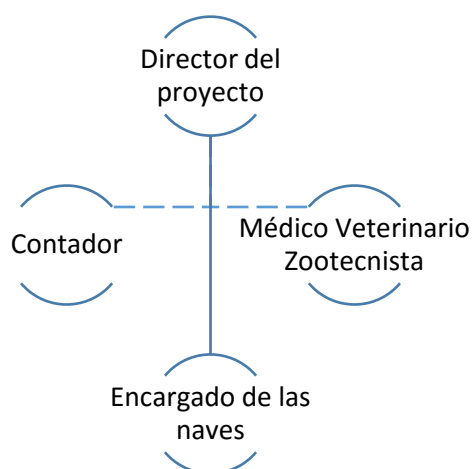 Director del
proyecto
Contador
Médico Veterinario
Zootecnista
Encargado de las
naves